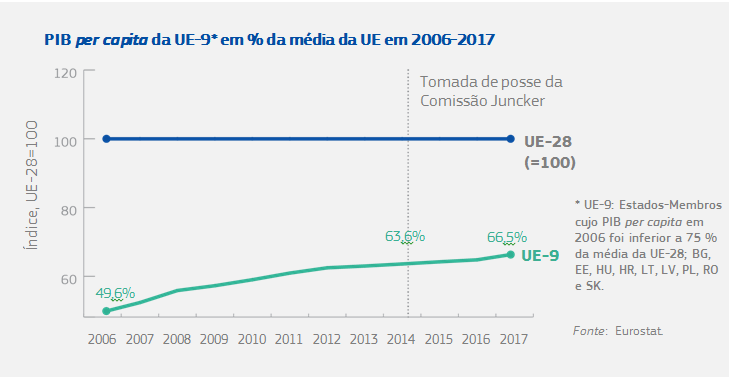 PIB per capita da UE-9* em % da média da UE em 2006-2017
120
Tomada de posse da
Comissão Juncker
100
UE-28
(=100)
Índice, UE-28=100
80
63,6%
66,5%
UE-9
60
49,6%
* UE-9: Estados-Membros
cujo PIB per capita em
2006 foi inferior a 75 %
da média da UE-28; BG,
EE, HU, HR, LT, LV, PL, RO
e SK.
2006 2007 2008 2009 2010 2011 2012 2013 2014 2015 2016 2017
Fonte: Eurostat.